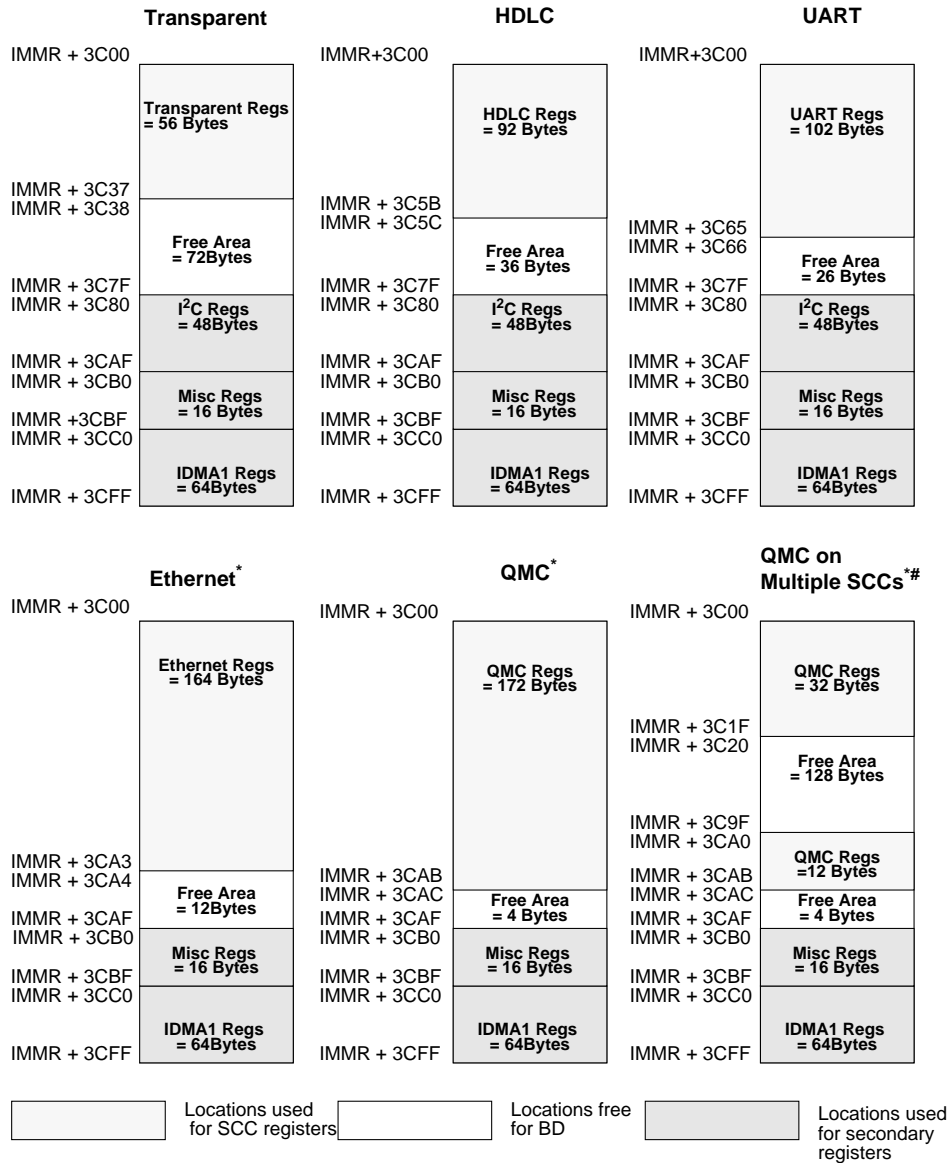 Transparent
IMMR + 3C00
Transparent Regs
= 56 Bytes
IMMR + 3C37
IMMR + 3C38
Free Area
= 72Bytes
IMMR + 3C7F
IMMR + 3C80
I²C Regs
= 48Bytes
IMMR + 3CAF
IMMR + 3CB0
Misc Regs
= 16 Bytes
IMMR +3CBF
IMMR + 3CC0
IDMA1 Regs
= 64Bytes
IMMR + 3CFF
HDLC
IMMR+3C00
HDLC Regs
= 92 Bytes
IMMR + 3C5B
IMMR + 3C5C
Free Area
= 36 Bytes
IMMR + 3C7F
IMMR + 3C80
I²C Regs
= 48Bytes
IMMR + 3CAF
IMMR + 3CB0
Misc Regs
= 16 Bytes
IMMR + 3CBF
IMMR + 3CC0
IDMA1 Regs
= 64Bytes
IMMR + 3CFF
UART
IMMR+3C00
UART Regs
= 102 Bytes
IMMR + 3C65
IMMR + 3C66
Free Area
= 26 Bytes
IMMR + 3C7F
IMMR + 3C80
I²C Regs
= 48Bytes
IMMR + 3CAF
IMMR + 3CB0
Misc Regs
= 16 Bytes
IMMR + 3CBF
IMMR + 3CC0
IDMA1 Regs
= 64Bytes
IMMR + 3CFF
Ethernet*
IMMR + 3C00
Ethernet Regs
= 164 Bytes
IMMR + 3CA3
IMMR + 3CA4
Free Area
= 12Bytes
IMMR + 3CAF
IMMR + 3CB0
Misc Regs
= 16 Bytes
IMMR + 3CBF
IMMR + 3CC0
IDMA1 Regs
= 64Bytes
IMMR + 3CFF
QMC*
IMMR + 3C00
QMC Regs
= 172 Bytes
IMMR + 3CAB
IMMR + 3CAC
Free Area
= 4 Bytes
IMMR + 3CAF
IMMR + 3CB0
Misc Regs
= 16 Bytes
IMMR + 3CBF
IMMR + 3CC0
IDMA1 Regs
= 64Bytes
IMMR + 3CFF
QMC on
Multiple SCCs*#
IMMR + 3C00
QMC Regs
= 32 Bytes
IMMR + 3C1F
IMMR + 3C20
Free Area
= 128 Bytes
IMMR + 3C9F
IMMR + 3CA0
QMC Regs
=12 Bytes
IMMR + 3CAB
IMMR + 3CAC
Free Area
= 4 Bytes
IMMR + 3CAF
IMMR + 3CB0
Misc Regs
= 16 Bytes
IMMR + 3CBF
IMMR + 3CC0
IDMA1 Regs
= 64Bytes
IMMR + 3CFF
Locations used
for SCC registers
Locations free
for BD
Locations used
for secondary
registers